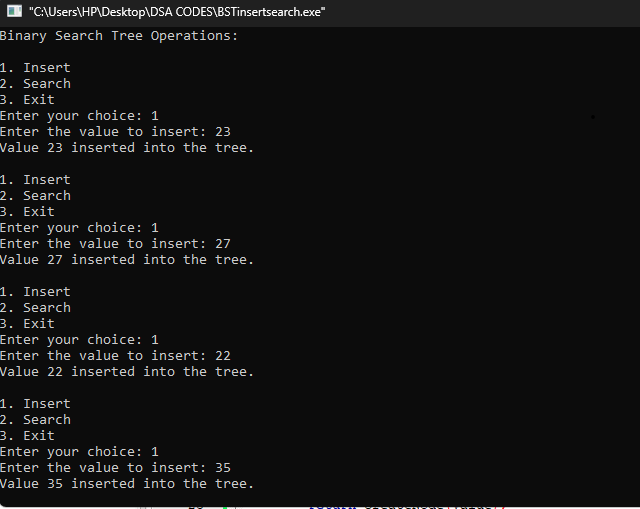 "C:\Users\HP\Desktop\DSA CODES\BSTinsertsearch.exe"
Binary Search Tree Operations:
1. Insert
2. Search
3. Exit
Enter your choice: 1
Enter the value to insert: 23
Value 23 inserted into the tree.
1. Insert
2. Search
3. Exit
Enter your choice: 1
Enter the value to insert: 27
Value 27 inserted into the tree.
1. Insert
2. Search
3. Exit
Enter your choice: 1
Enter the value to insert: 22
Value 22 inserted into the tree.
1. Insert
2. Search
3. Exit
Enter your choice: 1
Enter the value to insert: 35
Value 35 inserted into the tree.